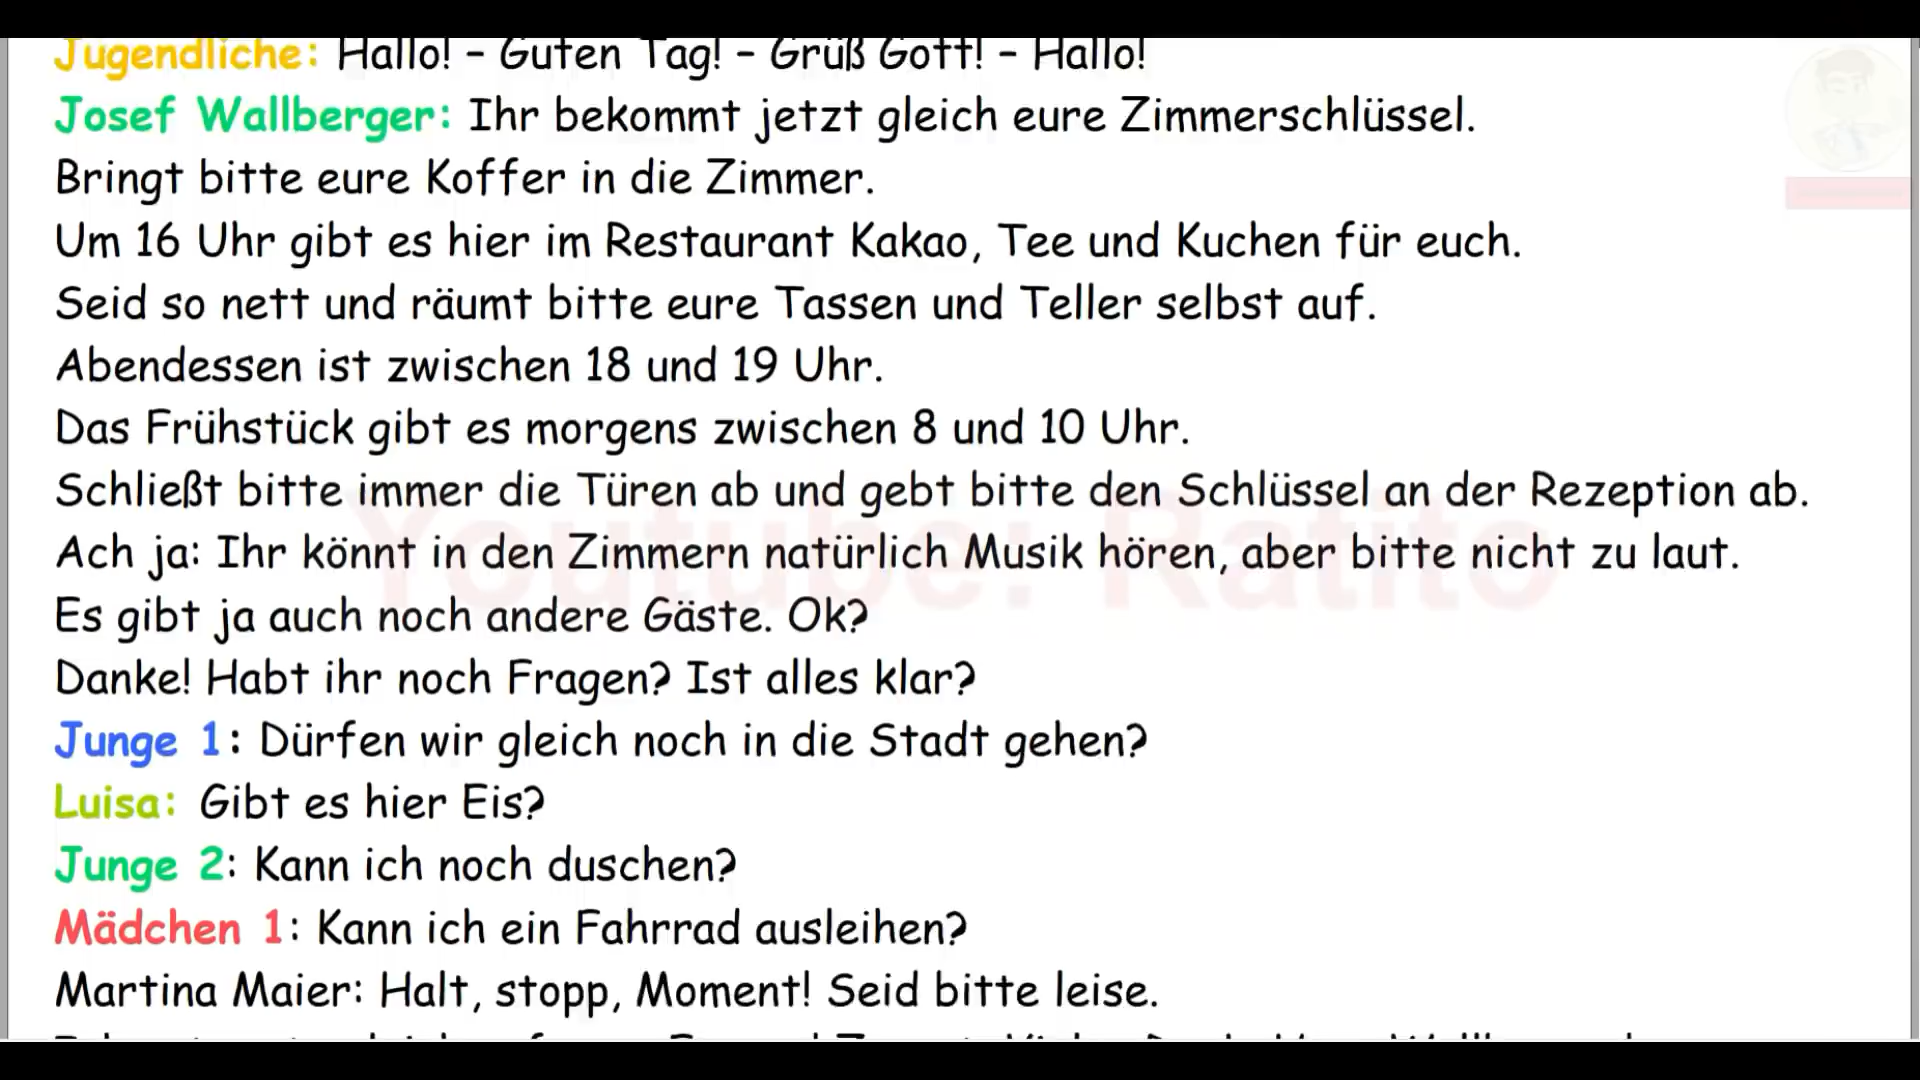 Jugendliche: Hallo! – Guten Tag! – Grüß Gott! – Hallo!
Josef Wallberger: Ihr bekommt jetzt gleich eure Zimmerschlüssel.
Bringt bitte eure Koffer in die Zimmer.
Um 16 Uhr gibt es hier im Restaurant Kakao, Tee und Kuchen für euch.
Seid so nett und räumt bitte eure Tassen und Teller selbst auf.
Abendessen ist zwischen 18 und 19 Uhr.
Das Frühstück gibt es morgens zwischen 8 und 10 Uhr.
Schließt bitte immer die Türen ab und gebt bitte den Schlüssel an der Rezeption ab.
Youtube: Ratito
Ach ja: Ihr könnt in den Zimmern natürlich Musik hören, aber bitte nicht zu laut.
Es gibt ja auch noch andere Gäste. Ok?
Danke! Habt ihr noch Fragen? Ist alles klar?
Junge 1: Dürfen wir gleich noch in die Stadt gehen?
Luisa: Gibt es hier Eis?
Junge 2: Kann ich noch duschen?
Mädchen 1: Kann ich ein Fahrrad ausleihen?
Martina Maier: Halt, stopp, Moment! Seid bitte leise.